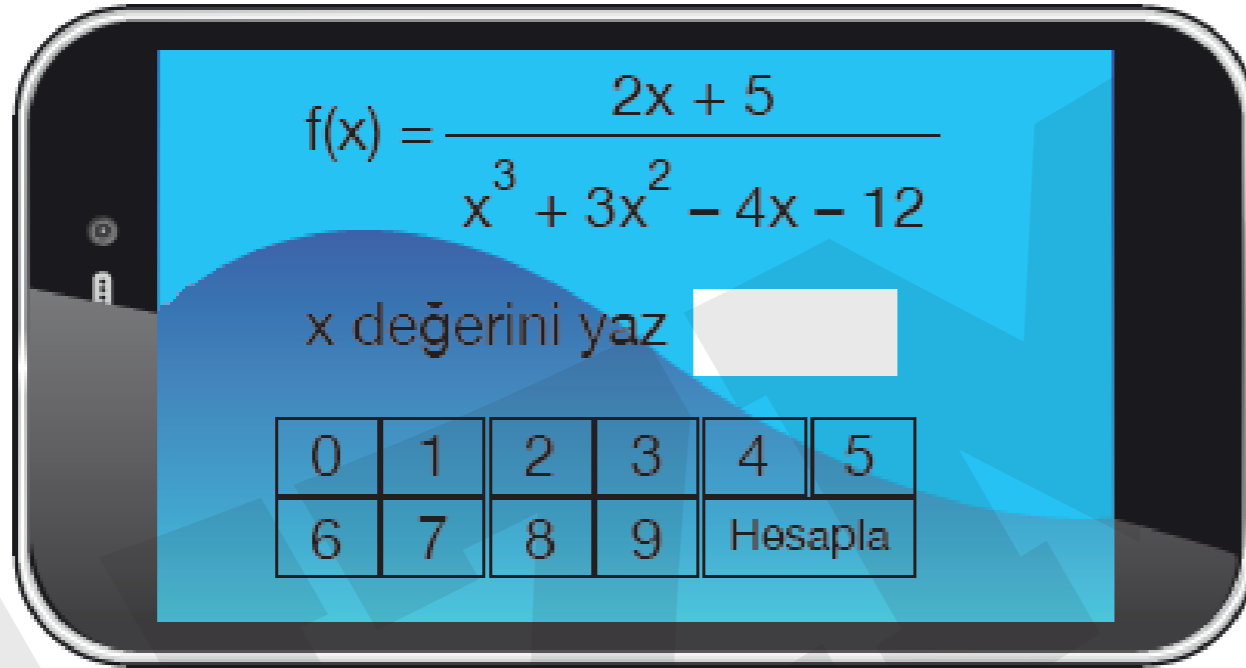 f(x) = 2x + 5 / x³ + 3x² – 4x – 12
x değerini yaz
0 1 2 3 4 5
6 7 8 9 Hesapla